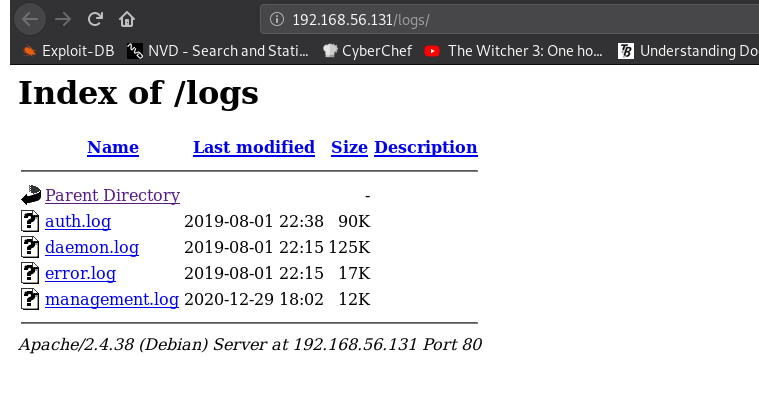 192.168.56.131/logs/
Exploit-DB NVD - Search and Stati... CyberChef The Witcher 3: One ho... TB Understanding Do
Index of /logs
Name Last modified Size Description
Parent Directory -
auth.log 2019-08-01 22:38 90K
daemon.log 2019-08-01 22:15 125K
error.log 2019-08-01 22:15 17K
management.log 2020-12-29 18:02 12K
Apache/2.4.38 (Debian) Server at 192.168.56.131 Port 80